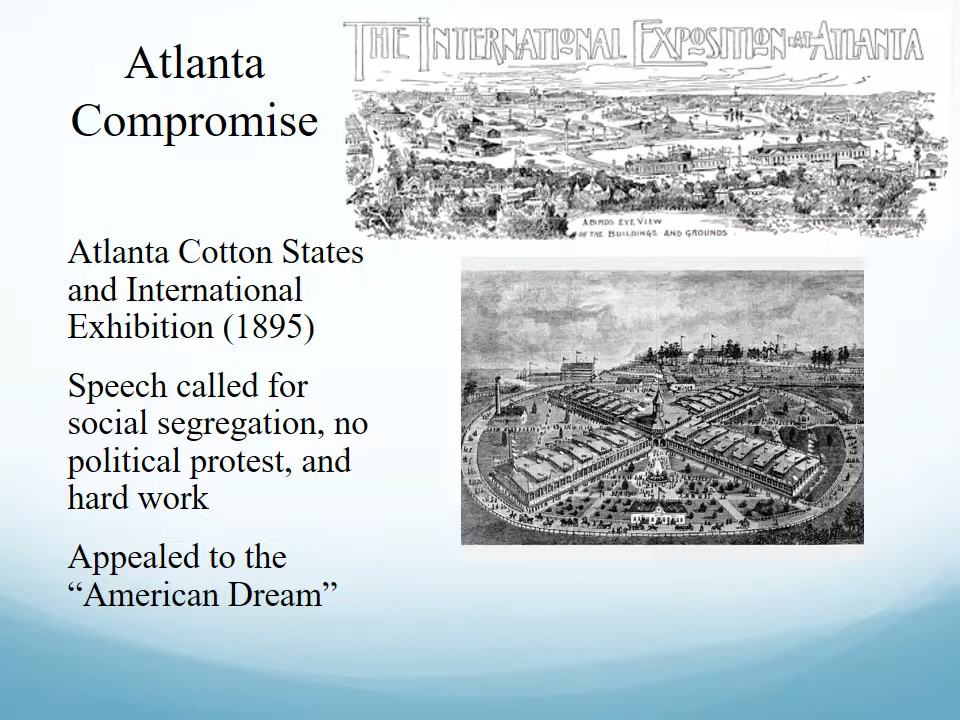 Atlanta
Compromise
THE INTERNATIONAL EXPOSITION AT ATLANTA
A BIRDS EYE VIEW
OF THE BUILDINGS AND GROUNDS
Atlanta Cotton States
and International
Exhibition (1895)
Speech called for
social segregation, no
political protest, and
hard work
Appealed to the
“American Dream”